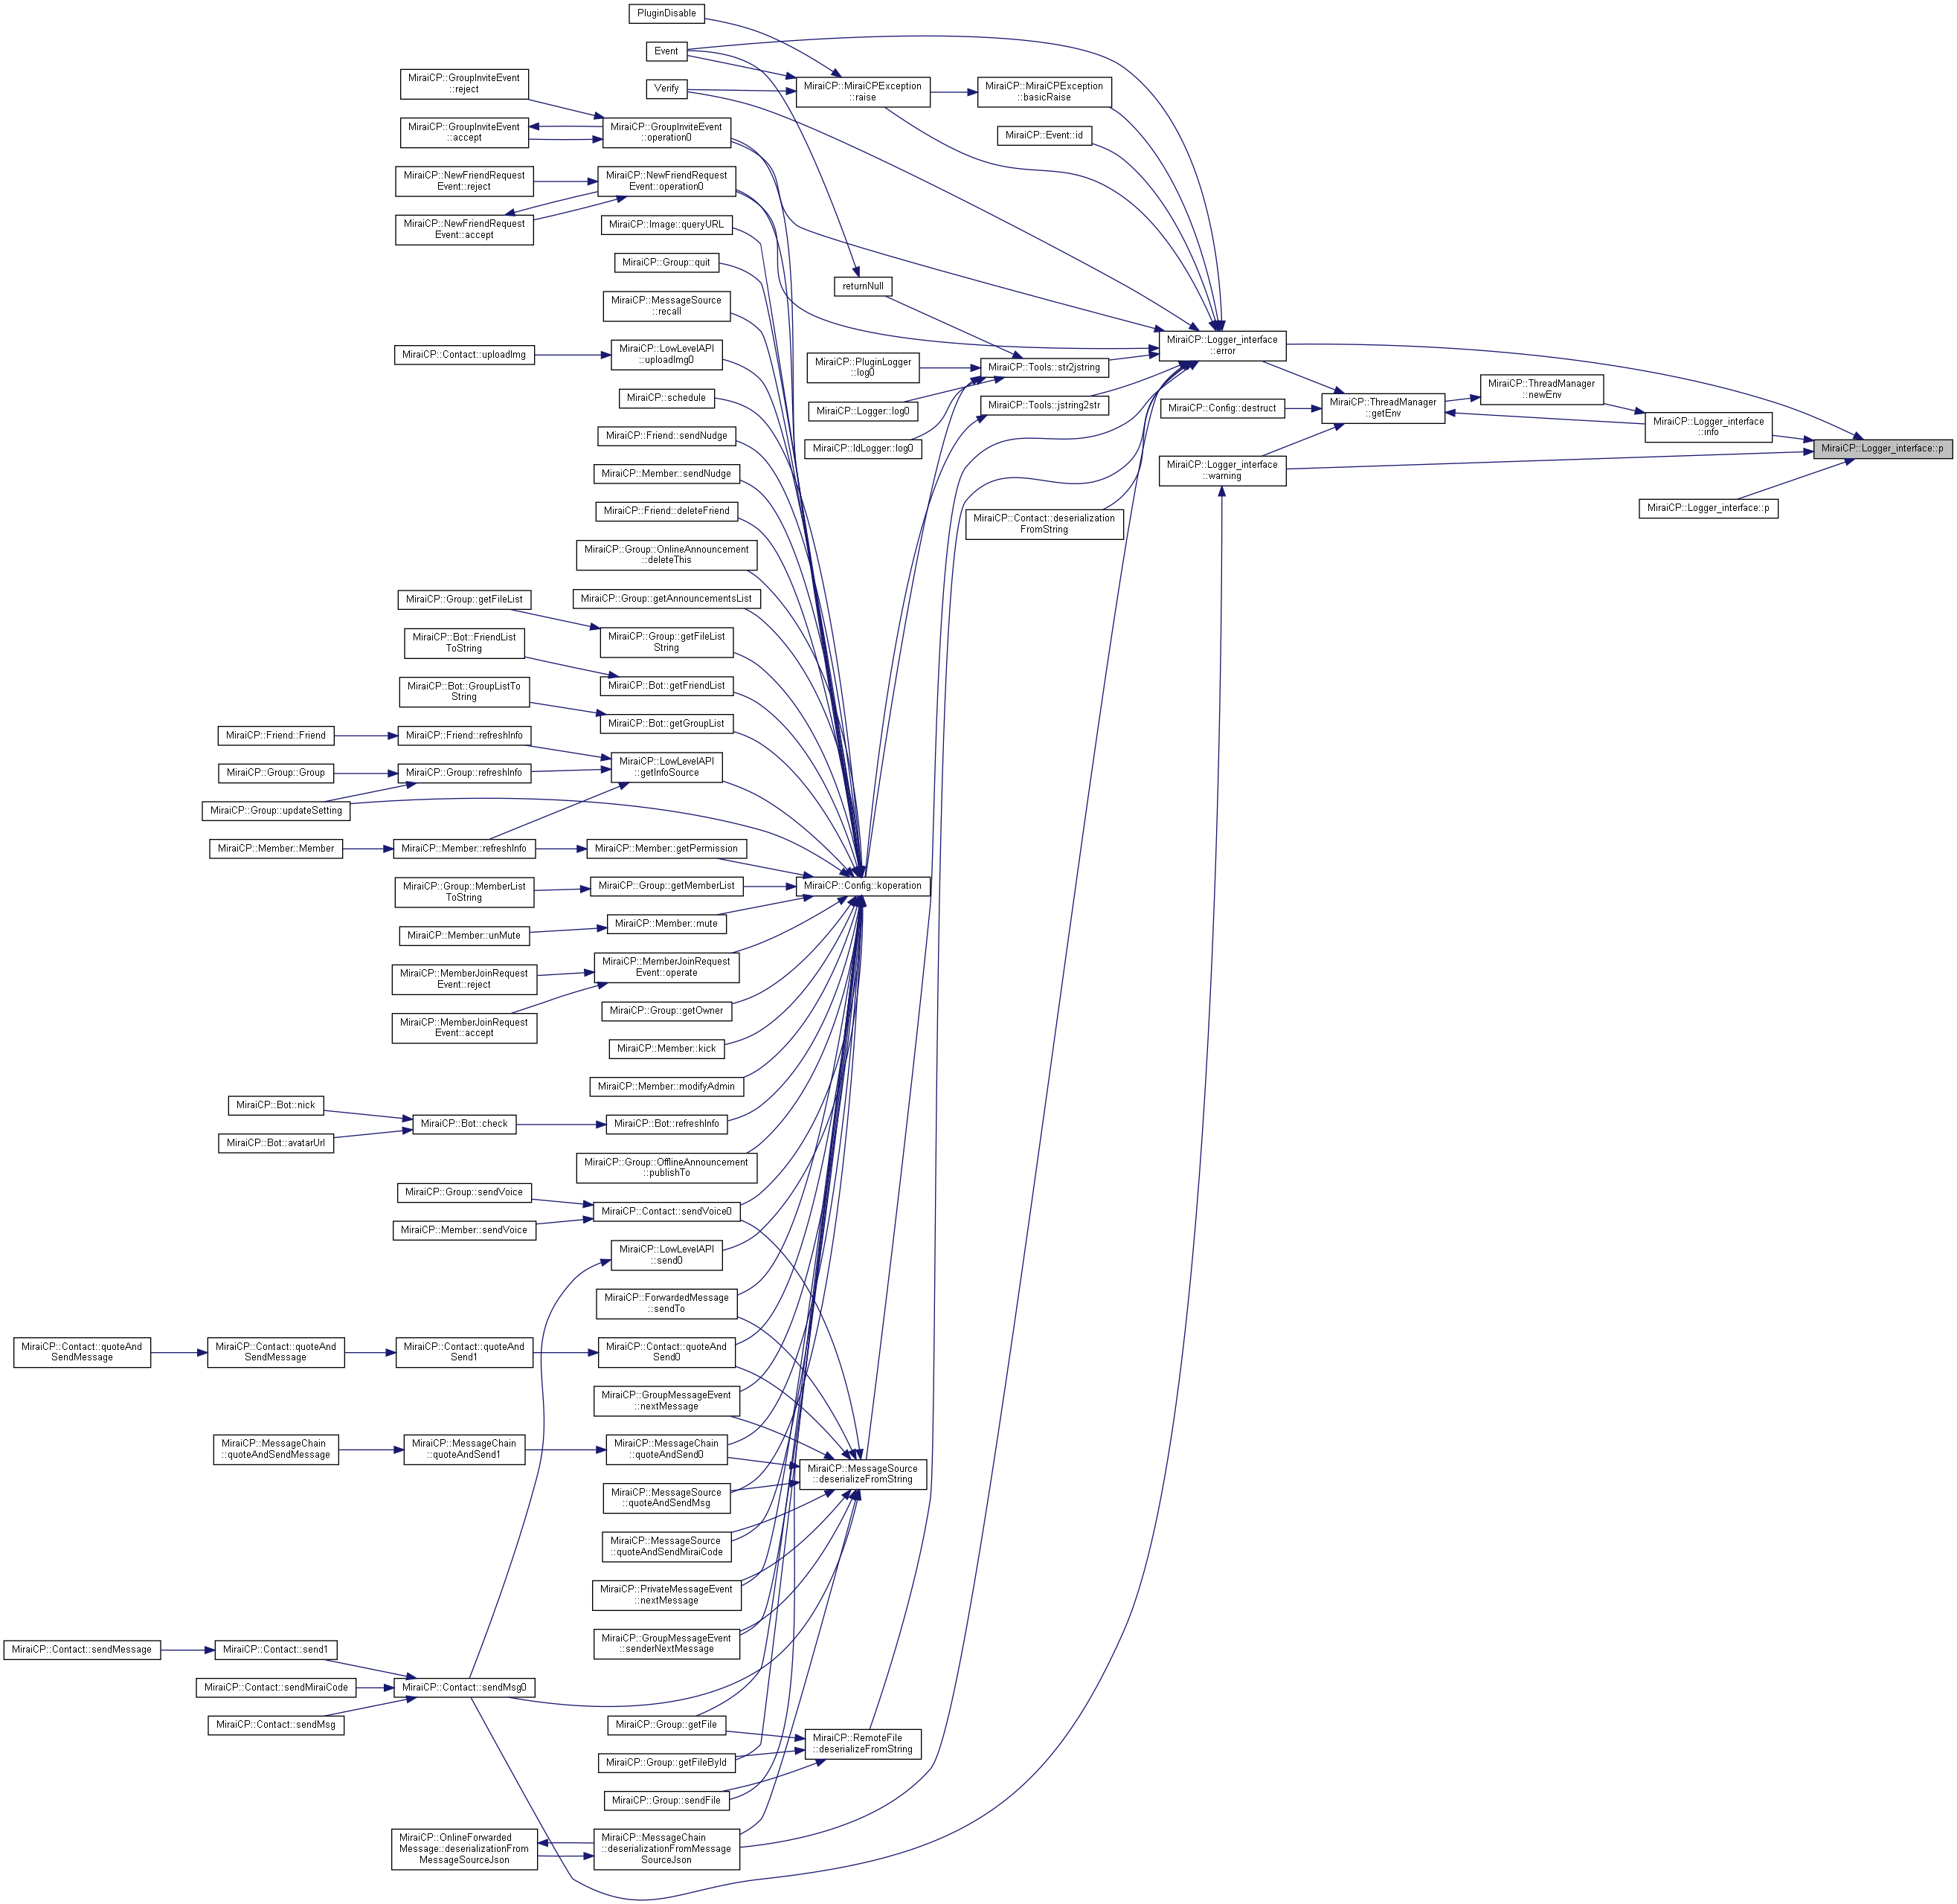 PluginDisable
Event
Verify
MiraiCP::MiraiCPException
::raise
MiraiCP::MiraiCPException
::basicRaise
MiraiCP::GroupInviteEvent
::reject
MiraiCP::GroupInviteEvent
::accept
MiraiCP::GroupInviteEvent
::operation0
MiraiCP::Event::id
MiraiCP::NewFriendRequest
Event::reject
MiraiCP::NewFriendRequest
Event::operation0
MiraiCP::NewFriendRequest
Event::accept
MiraiCP::Image::queryURL
MiraiCP::Group::quit
returnNull
MiraiCP::MessageSource
::recall
MiraiCP::Logger_interface
::error
MiraiCP::Contact::uploadImg
MiraiCP::LowLevelAPI
::uploadImg0
MiraiCP::PluginLogger
::log0
MiraiCP::Tools::str2jstring
MiraiCP::ThreadManager
::newEnv
MiraiCP::schedule
MiraiCP::Logger::log0
MiraiCP::Tools::jstring2str
MiraiCP::Config::destruct
MiraiCP::ThreadManager
::getEnv
MiraiCP::Logger_interface
::info
MiraiCP::Friend::sendNudge
MiraiCP::IdLogger::log0
MiraiCP::Logger_interface::p
MiraiCP::Member::sendNudge
MiraiCP::Logger_interface
::warning
MiraiCP::Friend::deleteFriend
MiraiCP::Contact::deserialization
FromString
MiraiCP::Logger_interface::p
MiraiCP::Group::OnlineAnnouncement
::deleteThis
MiraiCP::Group::getFileList
MiraiCP::Group::getAnnouncementsList
MiraiCP::Bot::FriendList
ToString
MiraiCP::Group::getFileList
String
MiraiCP::Bot::GroupListTo
String
MiraiCP::Bot::getFriendList
MiraiCP::Bot::getGroupList
MiraiCP::Friend::Friend
MiraiCP::Friend::refreshInfo
MiraiCP::Group::Group
MiraiCP::Group::refreshInfo
MiraiCP::LowLevelAPI
::getInfoSource
MiraiCP::Group::updateSetting
MiraiCP::Member::Member
MiraiCP::Member::refreshInfo
MiraiCP::Member::getPermission
MiraiCP::Group::MemberList
ToString
MiraiCP::Group::getMemberList
MiraiCP::Config::koperation
MiraiCP::Member::unMute
MiraiCP::Member::mute
MiraiCP::MemberJoinRequest
Event::reject
MiraiCP::MemberJoinRequest
Event::operate
MiraiCP::MemberJoinRequest
Event::accept
MiraiCP::Group::getOwner
MiraiCP::Member::kick
MiraiCP::Member::modifyAdmin
MiraiCP::Bot::nick
MiraiCP::Bot::check
MiraiCP::Bot::refreshInfo
MiraiCP::Bot::avatarUrl
MiraiCP::Group::OfflineAnnouncement
::publishTo
MiraiCP::Group::sendVoice
MiraiCP::Contact::sendVoice0
MiraiCP::Member::sendVoice
MiraiCP::LowLevelAPI
::send0
MiraiCP::ForwardedMessage
::sendTo
MiraiCP::Contact::quoteAnd
SendMessage
MiraiCP::Contact::quoteAnd
SendMessage
MiraiCP::Contact::quoteAnd
Send1
MiraiCP::Contact::quoteAnd
Send0
MiraiCP::GroupMessageEvent
::nextMessage
MiraiCP::MessageChain
::quoteAndSendMessage
MiraiCP::MessageChain
::quoteAndSend1
MiraiCP::MessageChain
::quoteAndSend0
MiraiCP::MessageSource
::deserializeFromString
MiraiCP::MessageSource
::quoteAndSendMsg
MiraiCP::MessageSource
::quoteAndSendMiraiCode
MiraiCP::PrivateMessageEvent
::nextMessage
MiraiCP::GroupMessageEvent
::senderNextMessage
MiraiCP::Contact::sendMessage
MiraiCP::Contact::send1
MiraiCP::Contact::sendMiraiCode
MiraiCP::Contact::sendMsg0
MiraiCP::Contact::sendMsg
MiraiCP::Group::getFile
MiraiCP::RemoteFile
::deserializeFromString
MiraiCP::Group::getFileById
MiraiCP::Group::sendFile
MiraiCP::OnlineForwarded
Message::deserializationFrom
MessageSourceJson
MiraiCP::MessageChain
::deserializationFromMessage
SourceJson